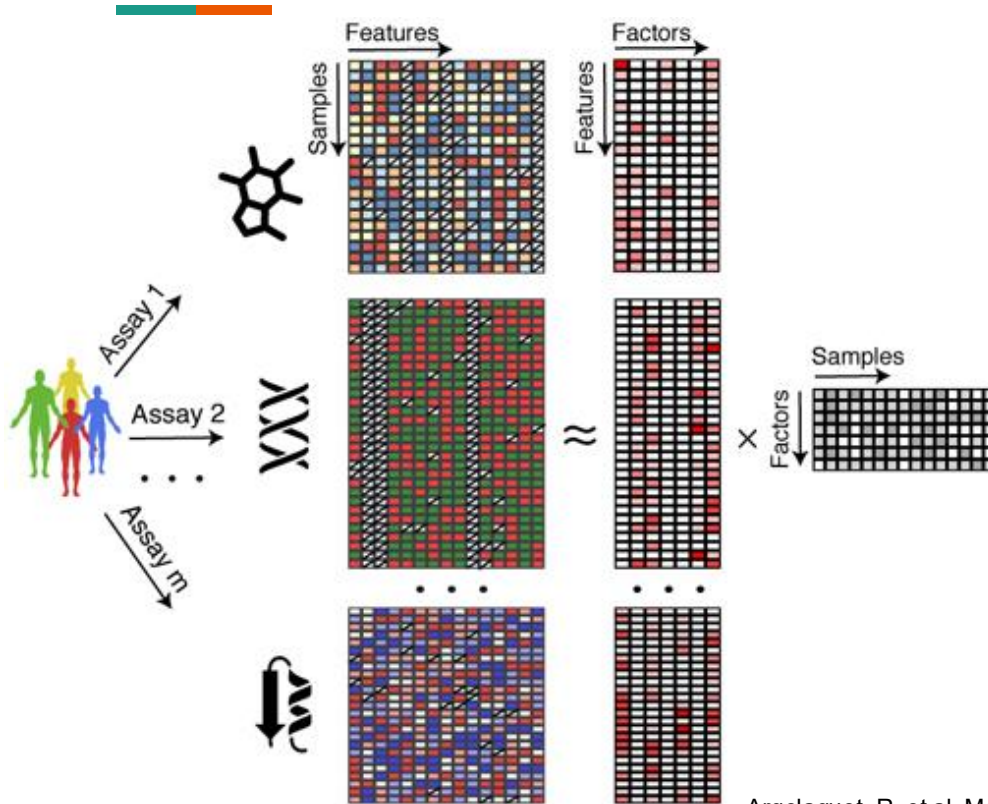 Features
Factors
Samples
Features
Assay 1
Assay 2
. . .
Assay m
≈
×
Samples
Factors
. . .
. . .